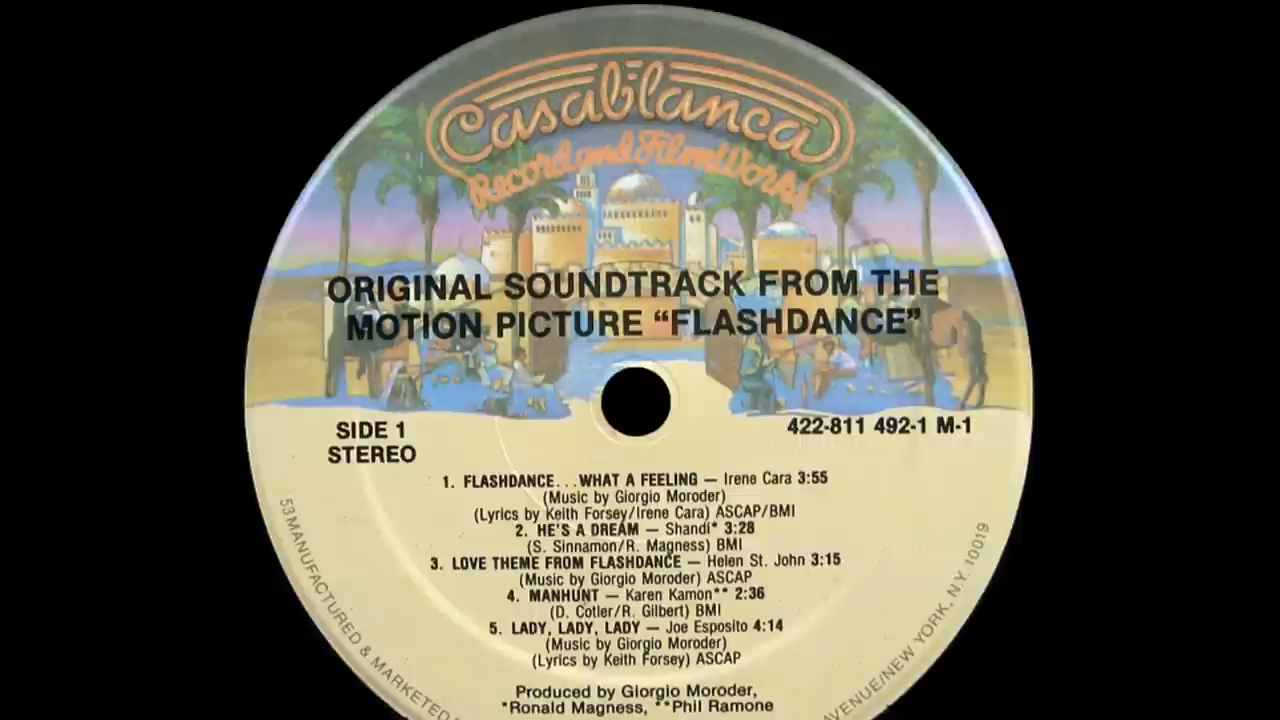 Casablanca
Record and FilmWorks
ORIGINAL SOUNDTRACK FROM THE
MOTION PICTURE “FLASHDANCE”
SIDE 1
STEREO
422-811 492-1 M-1
1. FLASHDANCE...WHAT A FEELING — Irene Cara 3:55
(Music by Giorgio Moroder)
(Lyrics by Keith Forsey/Irene Cara) ASCAP/BMI
2. HE'S A DREAM — Shandi* 3:28
(S. Sinnamon/R. Magness) BMI
3. LOVE THEME FROM FLASHDANCE — Helen St. John 3:15
(Music by Giorgio Moroder) ASCAP
4. MANHUNT — Karen Kamon** 2:36
(D. Cotler/R. Gilbert) BMI
5. LADY, LADY, LADY — Joe Esposito 4:14
(Music by Giorgio Moroder)
(Lyrics by Keith Forsey) ASCAP
Produced by Giorgio Moroder,
*Ronald Magness, **Phil Ramone
53 MANUFACTURED & MARKETED
AVENUE/NEW YORK, N.Y. 10019